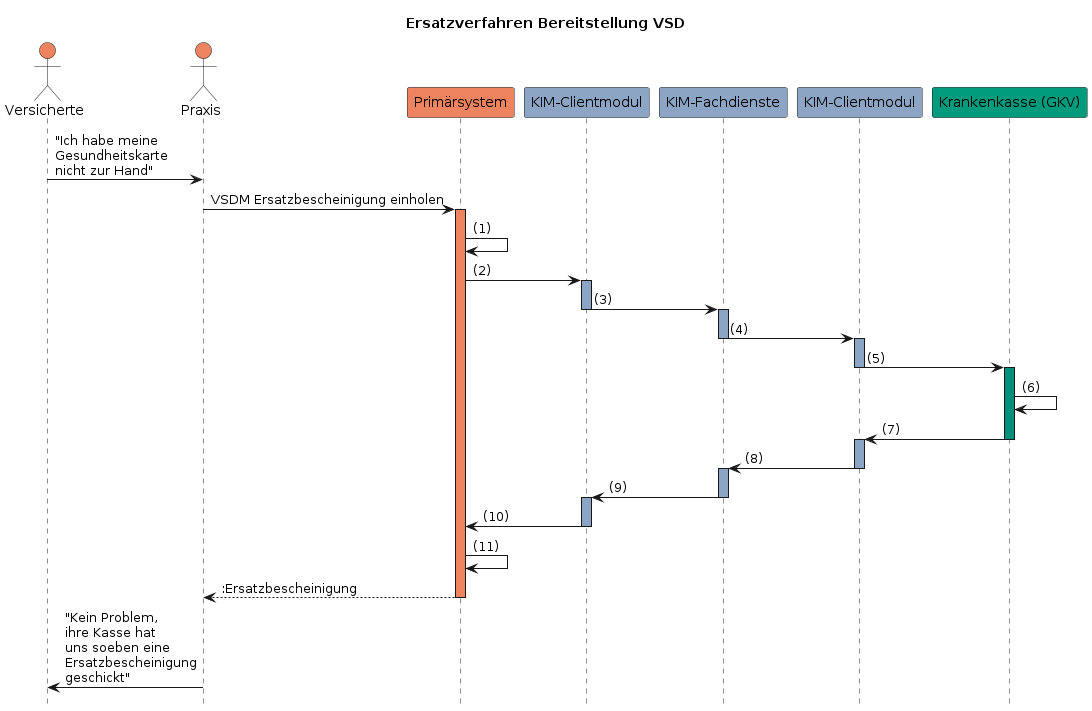 Ersatzverfahren Bereitstellung VSD
Versicherte
Praxis
Primärsystem
KIM-Clientmodul
KIM-Fachdienste
KIM-Clientmodul
Krankenkasse (GKV)
"Ich habe meine
Gesundheitskarte
nicht zur Hand"
VSDM Ersatzbescheinigung einholen
(1)
(2)
(3)
(4)
(5)
(6)
(7)
(8)
(9)
(10)
(11)
:Ersatzbescheinigung
"Kein Problem,
ihre Kasse hat
uns soeben eine
Ersatzbescheinigung
geschickt"